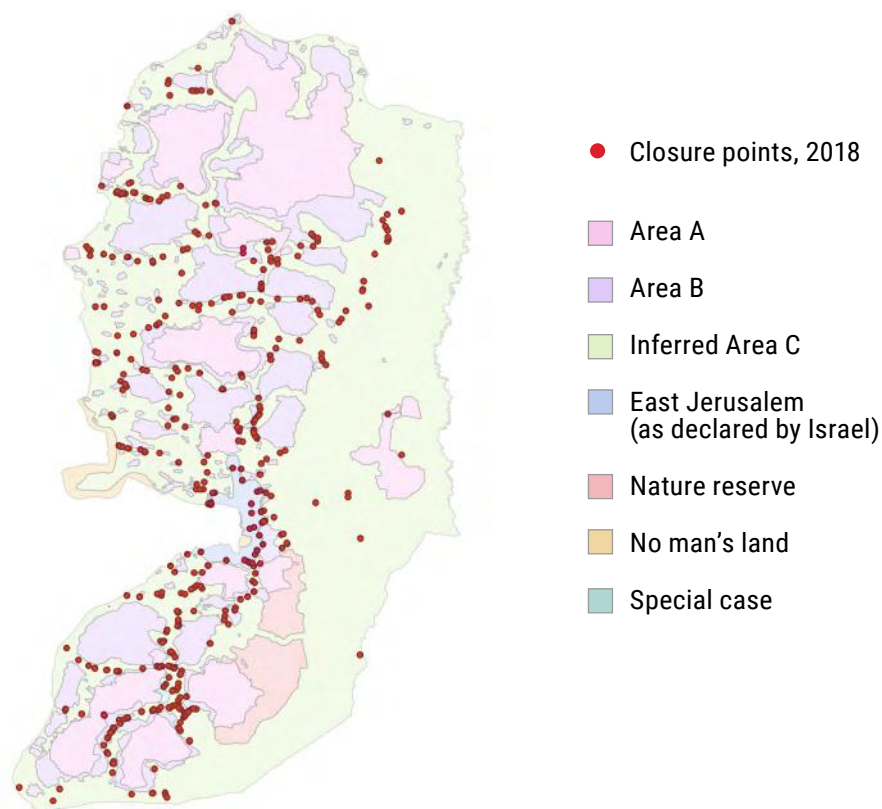 Closure points, 2018
Area A
Area B
Inferred Area C
East Jerusalem
(as declared by Israel)
Nature reserve
No man’s land
Special case